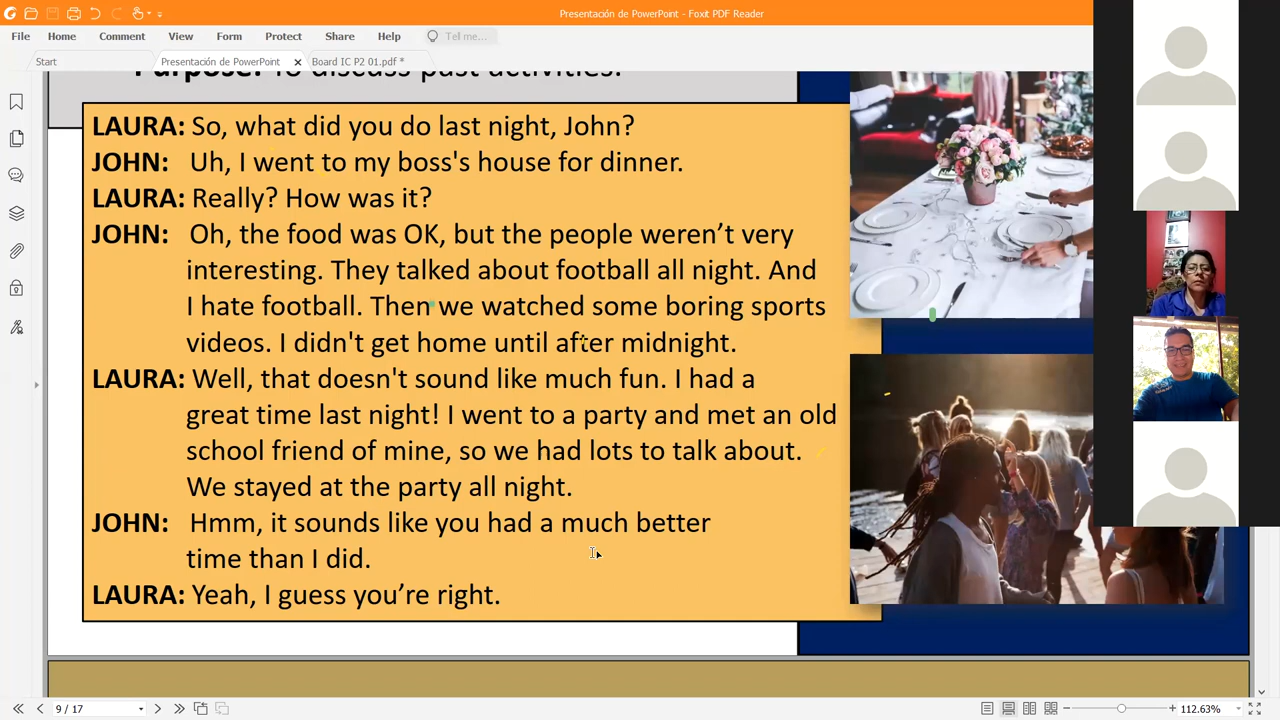 Presentación de PowerPoint - Foxit PDF Reader
File Home Comment View Form Protect Share Help Tell me...
Start Presentación de PowerPoint Board IC P2 01.pdf *
Purpose: To discuss past activities.
LAURA: So, what did you do last night, John?
JOHN: Uh, I went to my boss's house for dinner.
LAURA: Really? How was it?
JOHN: Oh, the food was OK, but the people weren’t very
interesting. They talked about football all night. And
I hate football. Then we watched some boring sports
videos. I didn't get home until after midnight.
LAURA: Well, that doesn't sound like much fun. I had a
great time last night! I went to a party and met an old
school friend of mine, so we had lots to talk about.
We stayed at the party all night.
JOHN: Hmm, it sounds like you had a much better
time than I did.
LAURA: Yeah, I guess you’re right.
9 / 17
112.63%